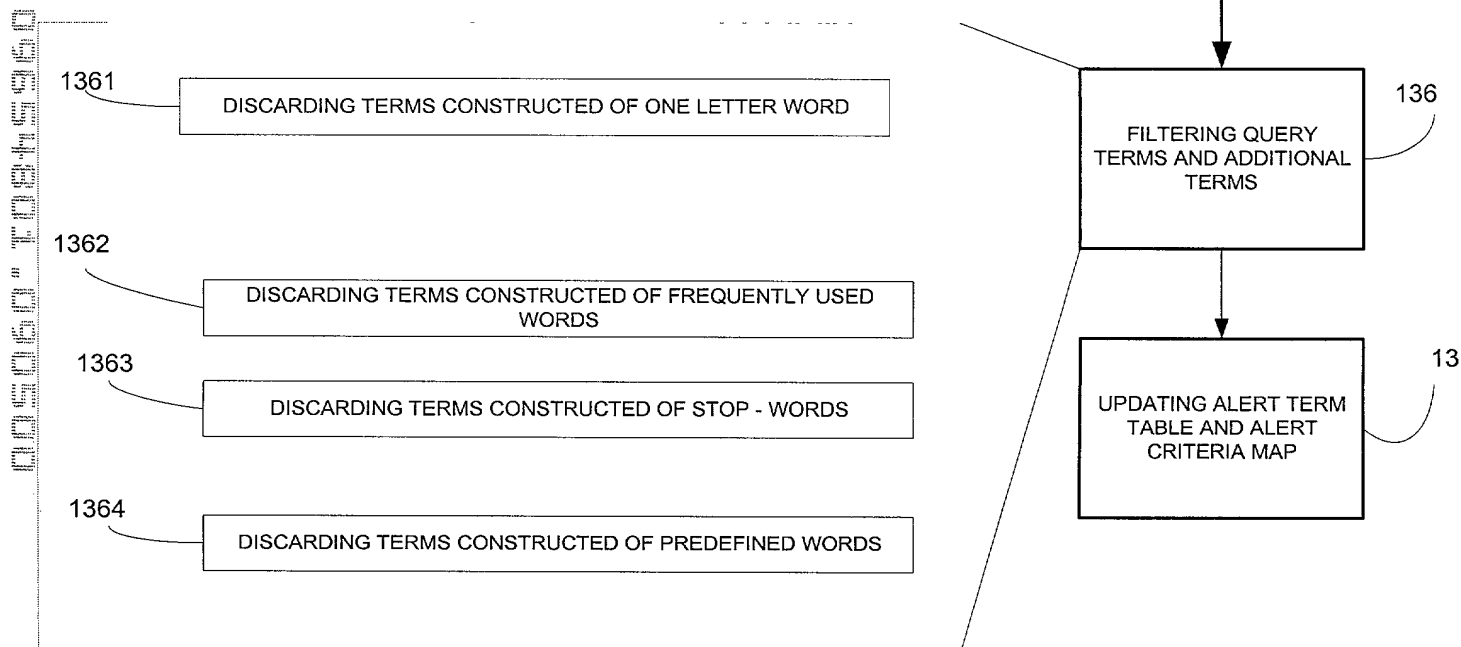 1361
DISCARDING TERMS CONSTRUCTED OF ONE LETTER WORD
1362
DISCARDING TERMS CONSTRUCTED OF FREQUENTLY USED
WORDS
1363
DISCARDING TERMS CONSTRUCTED OF STOP - WORDS
1364
DISCARDING TERMS CONSTRUCTED OF PREDEFINED WORDS
136
FILTERING QUERY
TERMS AND ADDITIONAL
TERMS
13
UPDATING ALERT TERM
TABLE AND ALERT
CRITERIA MAP